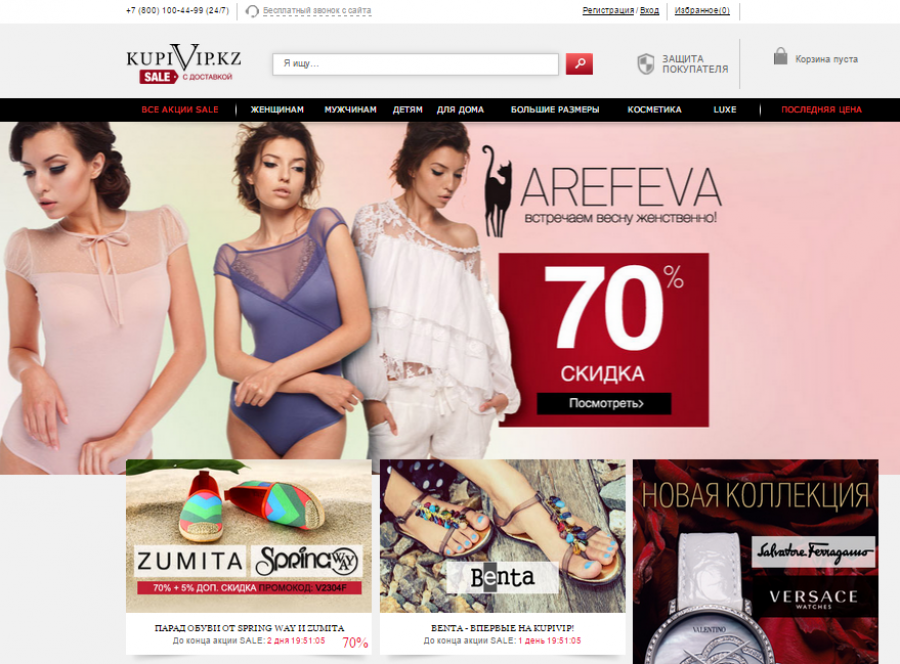 +7 (800) 100-44-99 (24/7)
Бесплатный звонок с сайта
Регистрация / Вход
Избранное(0)
KUPIVIP.KZ
SALE с доставкой
Я ищу...
ЗАЩИТА
ПОКУПАТЕЛЯ
Корзина пуста
ВСЕ АКЦИИ SALE
ЖЕНЩИНАМ
МУЖЧИНАМ
ДЕТЯМ
ДЛЯ ДОМА
БОЛЬШИЕ РАЗМЕРЫ
КОСМЕТИКА
LUXE
ПОСЛЕДНЯЯ ЦЕНА
AREFEVA
встречаем весну женственно!
70%
СКИДКА
Посмотреть>
ZUMITA Spring WAY
70% + 5% ДОП. СКИДКА ПРОМОКОД: V2304F
ПАРАД ОБУВИ ОТ SPRING WAY И ZUMITA
До конца акции SALE: 2 дня 19:51:05
70%
Benta
BENTA - ВПЕРВЫЕ НА KUPIVIP!
До конца акции SALE: 1 день 19:51:05
НОВАЯ КОЛЛЕКЦИЯ
Salvatore Ferragamo
VERSACE
WATCHES
VALENTINO